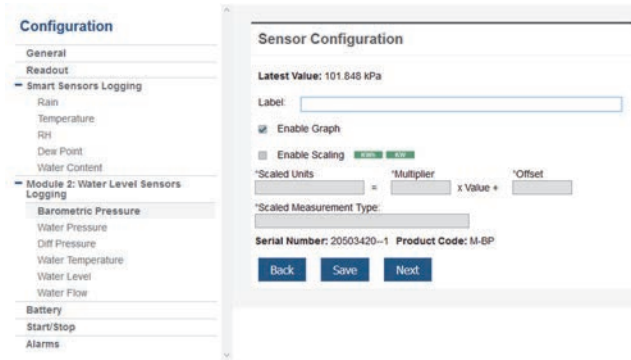 Configuration
General
Readout
Smart Sensors Logging
Rain
Temperature
RH
Dew Point
Water Content
Module 2: Water Level Sensors
Logging
Barometric Pressure
Water Pressure
Diff Pressure
Water Temperature
Water Level
Water Flow
Battery
Start/Stop
Alarms
Sensor Configuration
Latest Value: 101.848 kPa
Label:
Enable Graph
Enable Scaling KWh KW
*Scaled Units *Multiplier *Offset
= x Value +
*Scaled Measurement Type:
Serial Number: 20503420--1 Product Code: M-BP
Back Save Next